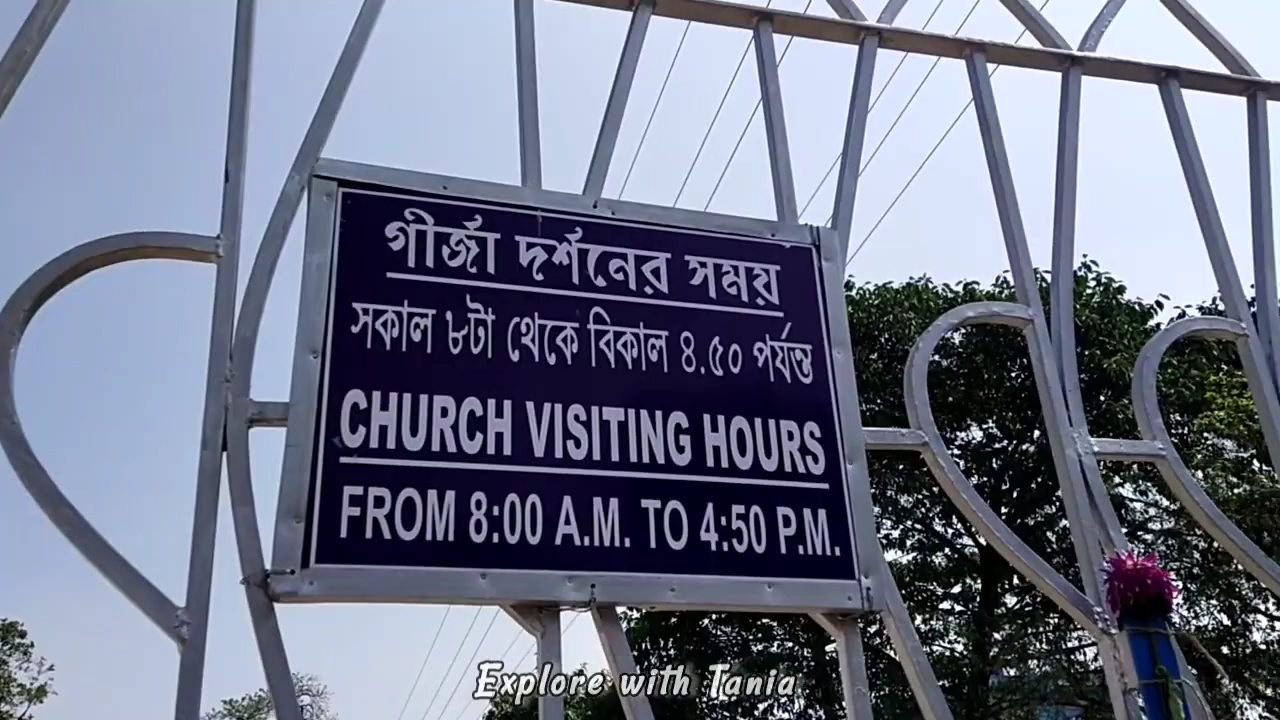 গীর্জা দর্শনের সময়
সকাল ৮টা থেকে বিকাল ৪.৫০ পর্যন্ত
CHURCH VISITING HOURS
FROM 8:00 A.M. TO 4:50 P.M.
Explore with Tania